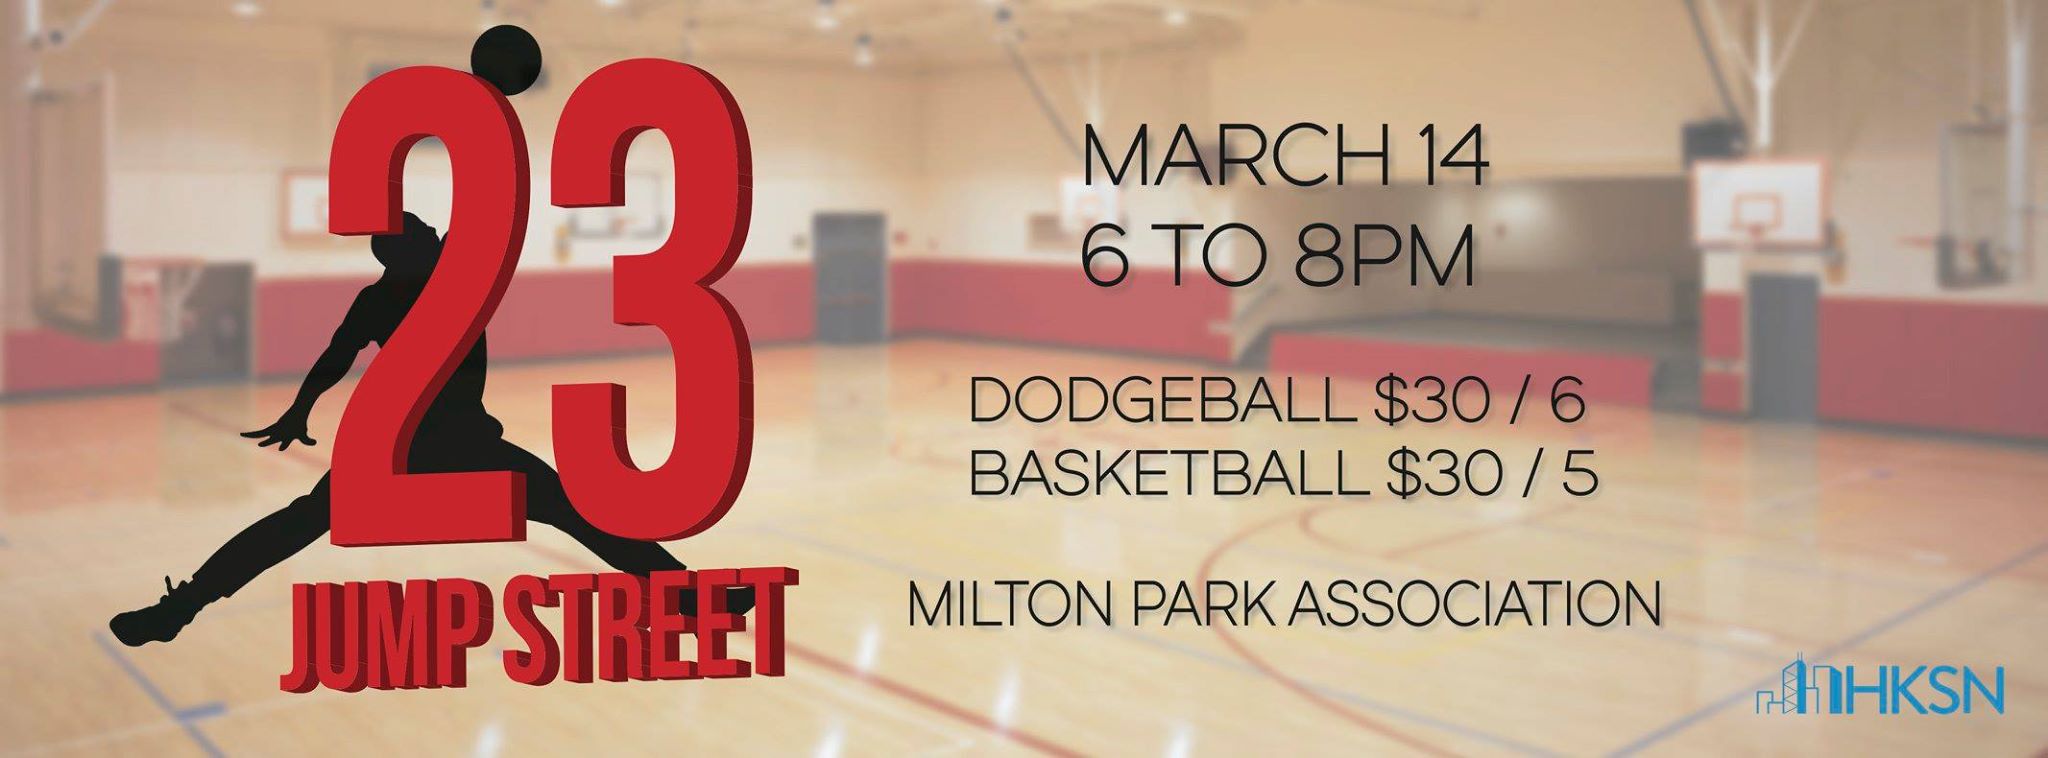 23
JUMP STREET
MARCH 14
6 TO 8PM
DODGEBALL $30 / 6
BASKETBALL $30 / 5
MILTON PARK ASSOCIATION
HKSN